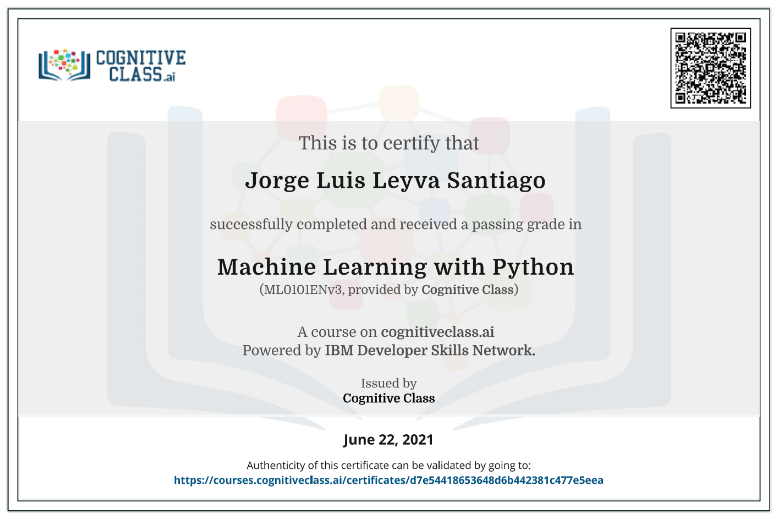 COGNITIVE
CLASS.ai
This is to certify that
Jorge Luis Leyva Santiago
successfully completed and received a passing grade in
Machine Learning with Python
(ML0101ENv3, provided by Cognitive Class)
A course on cognitiveclass.ai
Powered by IBM Developer Skills Network.
Issued by
Cognitive Class
June 22, 2021
Authenticity of this certificate can be validated by going to:
https://courses.cognitiveclass.ai/certificates/d7e54418653648d6b442381c477e5eea